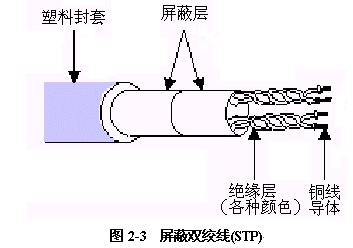 塑料封套
屏蔽层
绝缘层
（各种颜色）
铜线
导体
图 2-3 屏蔽双绞线(STP)